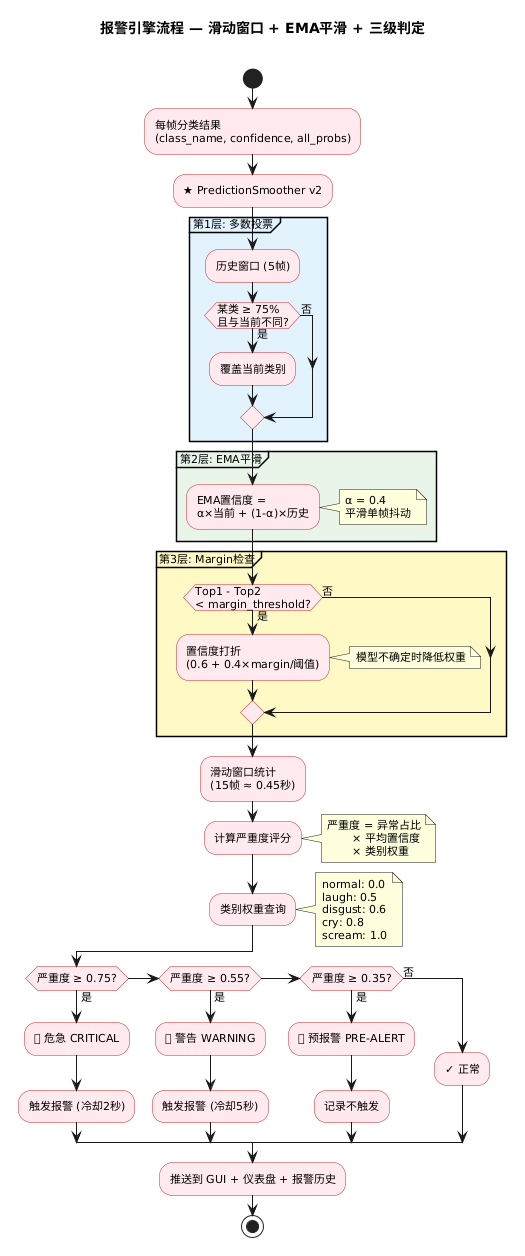 报警引擎流程 — 滑动窗口 + EMA平滑 + 三级判定
每帧分类结果
(class_name, confidence, all_probs)
★ PredictionSmoother v2
第1层: 多数投票
历史窗口 (5帧)
某类 ≥ 75%
且与当前不同?
否
是
覆盖当前类别
第2层: EMA平滑
EMA置信度 =
α×当前 + (1-α)×历史
α = 0.4
平滑单帧抖动
第3层: Margin检查
Top1 - Top2
< margin_threshold?
否
是
置信度打折
(0.6 + 0.4×margin/阈值)
模型不确定时降低权重
滑动窗口统计
(15帧 ≈ 0.45秒)
计算严重度评分
严重度 = 异常占比
× 平均置信度
× 类别权重
类别权重查询
normal: 0.0
laugh: 0.5
disgust: 0.6
cry: 0.8
scream: 1.0
严重度 ≥ 0.75?
严重度 ≥ 0.55?
严重度 ≥ 0.35?
否
是
是
是
危急 CRITICAL
警告 WARNING
预报警 PRE-ALERT
✓ 正常
触发报警 (冷却2秒)
触发报警 (冷却5秒)
记录不触发
推送到 GUI + 仪表盘 + 报警历史